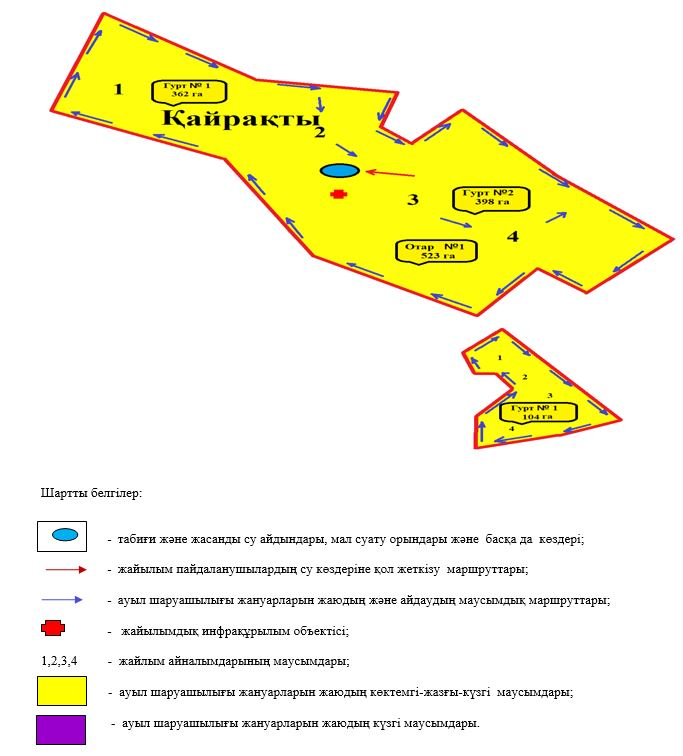 1
Гурт № 1
362 га
Қайрақты
2
3
Гурт №2
398 га
4
Отар №1
523 га
1
2
3
Гурт № 1
104 га
4
Шартты белгілер:
- табиғи және жасанды су айдындары, мал суату орындары және басқа да көздері;
- жайылым пайдаланушылардың су көздеріне қол жеткізу маршруттары;
- ауыл шаруашылығы жануарларын жаюдың және айдаудың маусымдық маршруттары;
- жайылымдық инфрақұрылым объектісі;
1,2,3,4 - жайлым айналымдарының маусымдары;
- ауыл шаруашылығы жануарларын жаюдың көктемгі-жазғы-күзгі маусымдары;
- ауыл шаруашылығы жануарларын жаюдың күзгі маусымдары.